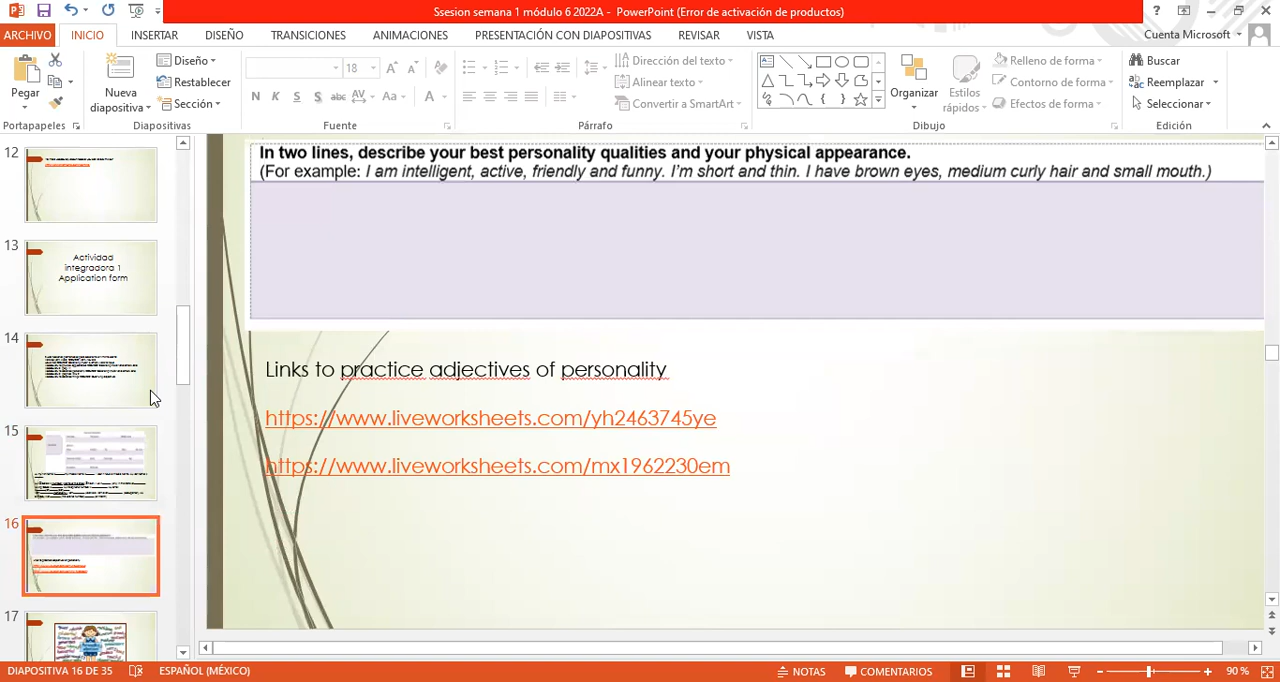 Ssesion semana 1 módulo 6 2022A - PowerPoint (Error de activación de productos)
ARCHIVO INICIO INSERTAR DISEÑO TRANSICIONES ANIMACIONES PRESENTACIÓN CON DIAPOSITIVAS REVISAR VISTA Cuenta Microsoft
Pegar
Nueva diapositiva
Diseño
Restablecer
Sección
18
N K S S abc AV Aa A
Dirección del texto
Alinear texto
Convertir a SmartArt
Organizar
Estilos rápidos
Relleno de forma
Contorno de forma
Efectos de forma
Buscar
Reemplazar
Seleccionar
Portapapeles Diapositivas Fuente Párrafo Dibujo Edición
12
13
Actividad
integradora 1
Application form
14
15
16
17
In two lines, describe your best personality qualities and your physical appearance.
(For example: I am intelligent, active, friendly and funny. I'm short and thin. I have brown eyes, medium curly hair and small mouth.)
Links to practice adjectives of personality
https://www.liveworksheets.com/yh2463745ye
https://www.liveworksheets.com/mx1962230em
DIAPOSITIVA 16 DE 35 ESPAÑOL (MÉXICO) NOTAS COMENTARIOS 90 %